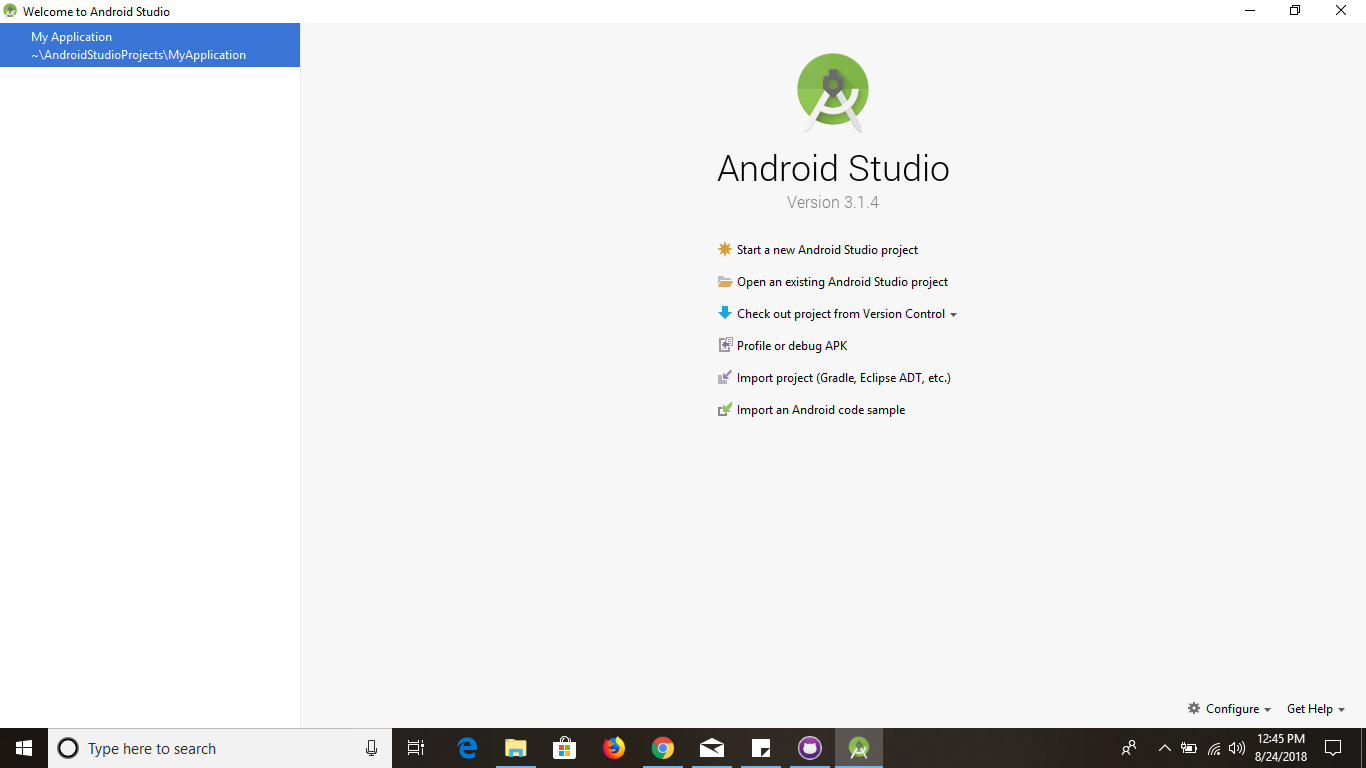 Welcome to Android Studio
My Application
~\AndroidStudioProjects\MyApplication
Android Studio
Version 3.1.4
Start a new Android Studio project
Open an existing Android Studio project
Check out project from Version Control
Profile or debug APK
Import project (Gradle, Eclipse ADT, etc.)
Import an Android code sample
Configure
Get Help
Type here to search
12:45 PM
8/24/2018